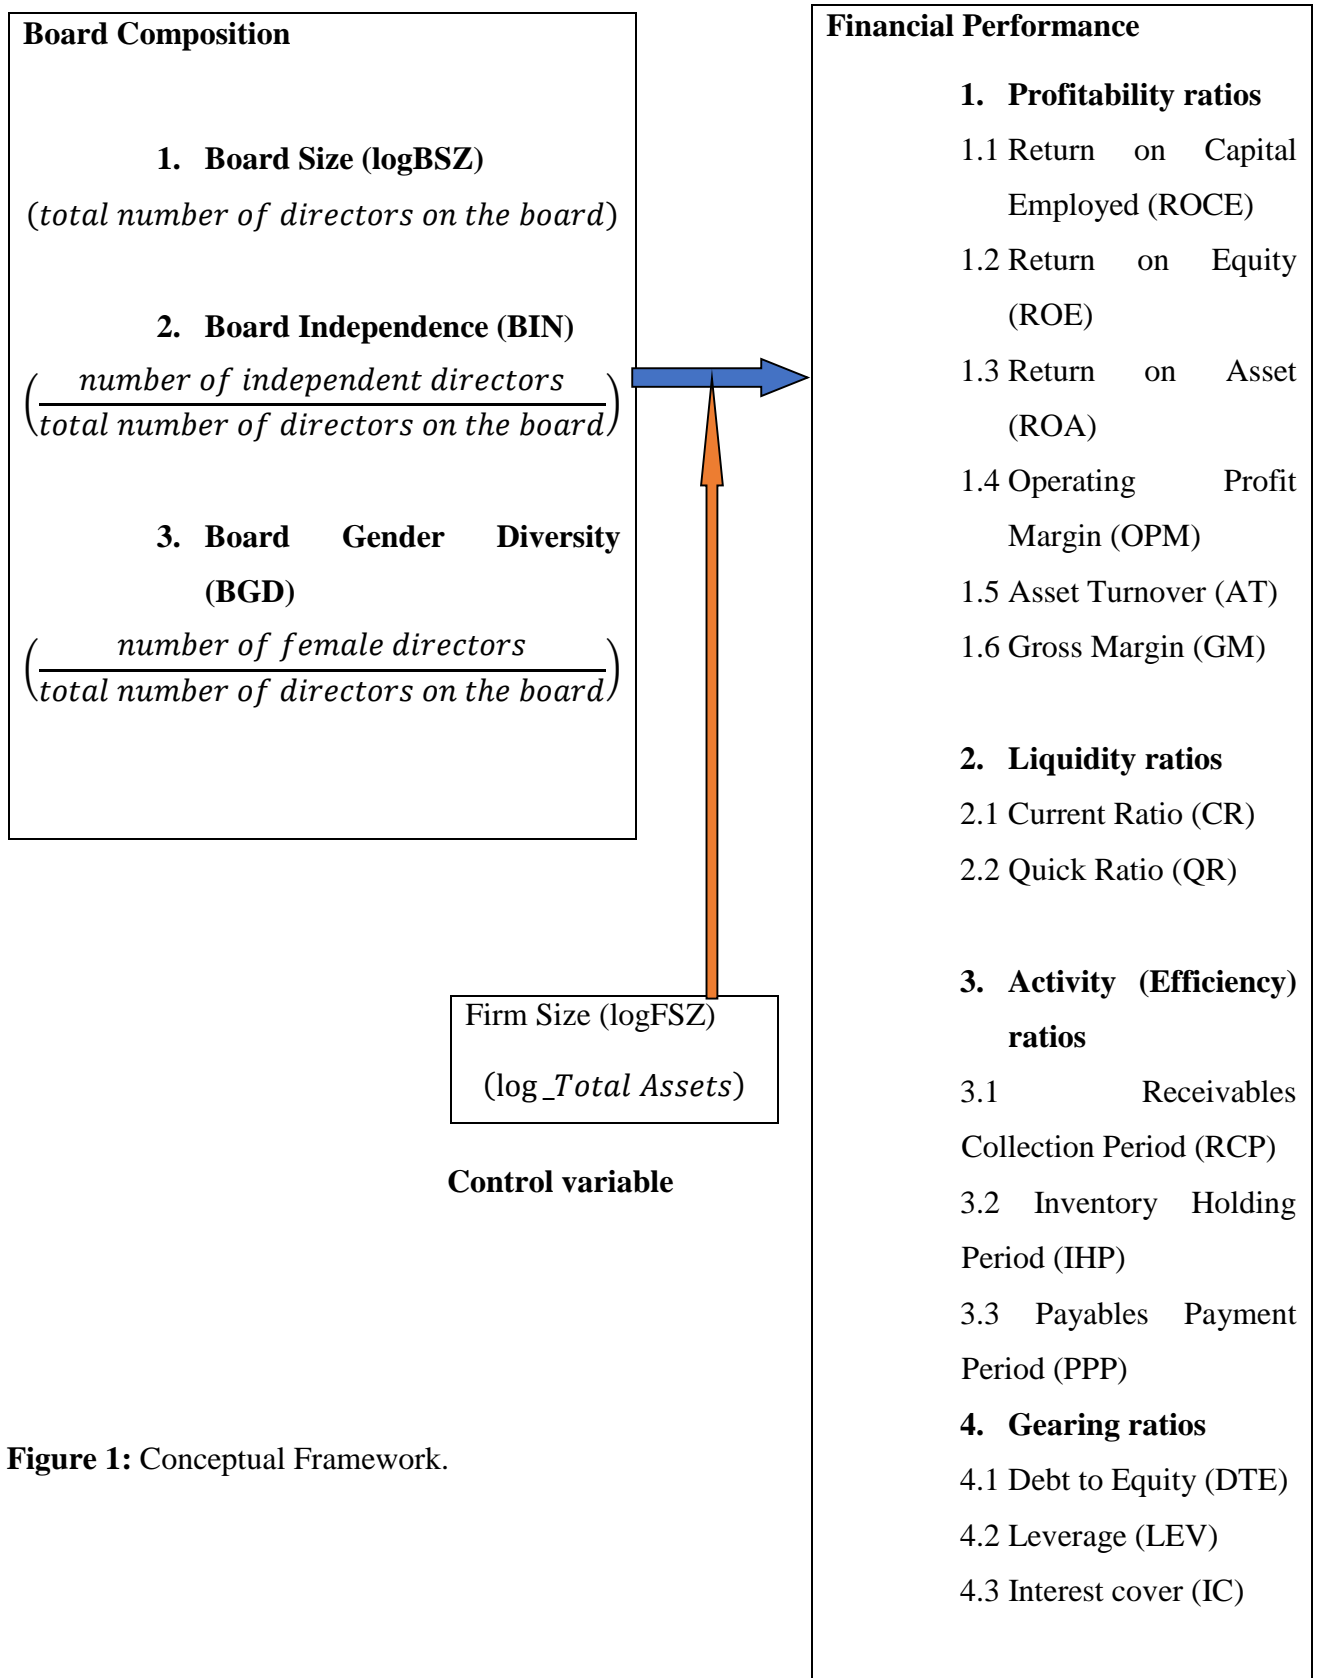 Board Composition
1. Board Size (logBSZ)
(total number of directors on the board)
2. Board Independence (BIN)
(number of independent directors
total number of directors on the board)
3. Board Gender Diversity
(BGD)
(number of female directors
total number of directors on the board)
Financial Performance
1. Profitability ratios
1.1 Return on Capital
Employed (ROCE)
1.2 Return on Equity
(ROE)
1.3 Return on Asset
(ROA)
1.4 Operating Profit
Margin (OPM)
1.5 Asset Turnover (AT)
1.6 Gross Margin (GM)
2. Liquidity ratios
2.1 Current Ratio (CR)
2.2 Quick Ratio (QR)
3. Activity (Efficiency)
ratios
3.1 Receivables
Collection Period (RCP)
3.2 Inventory Holding
Period (IHP)
3.3 Payables Payment
Period (PPP)
4. Gearing ratios
4.1 Debt to Equity (DTE)
4.2 Leverage (LEV)
4.3 Interest cover (IC)
Firm Size (logFSZ)
(log _Total Assets)
Control variable
Figure 1: Conceptual Framework.